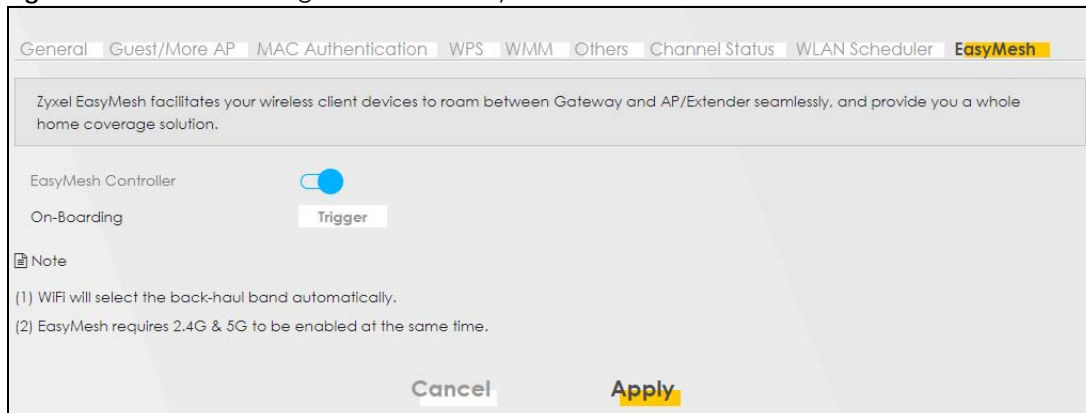 General Guest/More AP MAC Authentication WPS WMM Others Channel Status WLAN Scheduler EasyMesh
Zyxel EasyMesh facilitates your wireless client devices to roam between Gateway and AP/Extender seamlessly, and provide you a whole
home coverage solution.
EasyMesh Controller
On-Boarding Trigger
Note
(1) WiFi will select the back-haul band automatically.
(2) EasyMesh requires 2.4G & 5G to be enabled at the same time.
Cancel Apply